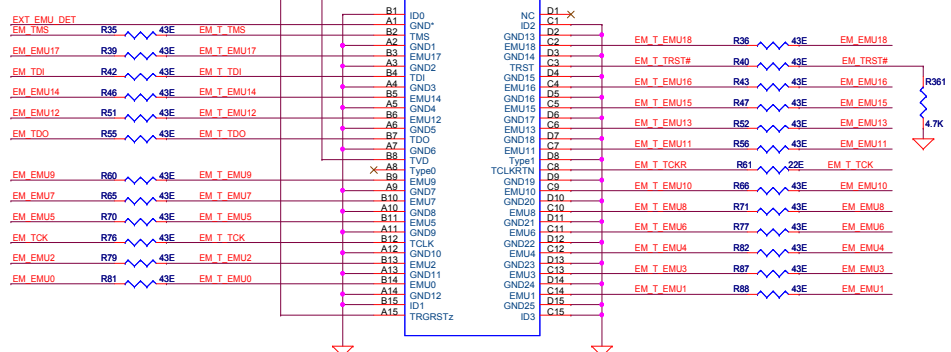 B1 ID0 NC D1
EXT_EMU_DET A1 GND* ID2 C1
EM_TMS R35 43E EM_T_TMS B2 TMS GND13 D2
A2 GND1 EMU18 C2 EM_T_EMU18 R36 43E EM_EMU18
EM_EMU17 R39 43E EM_T_EMU17 B3 EMU17 GND14 D3
A3 GND2 TRST C3 EM_T_TRST# R40 43E EM_TRST#
EM_TDI R42 43E EM_T_TDI B4 TDI GND15 D4
A4 GND3 EMU16 C4 EM_T_EMU16 R43 43E EM_EMU16 R361
EM_EMU14 R46 43E EM_T_EMU14 B5 EMU14 GND16 D5
A5 GND4 EMU15 C5 EM_T_EMU15 R47 43E EM_EMU15
EM_EMU12 R51 43E EM_T_EMU12 B6 EMU12 GND17 D6
A6 GND5 EMU13 C6 EM_T_EMU13 R52 43E EM_EMU13 4.7K
EM_TDO R55 43E EM_T_TDO B7 TDO GND18 D7
A7 GND6 EMU11 C7 EM_T_EMU11 R56 43E EM_EMU11
B8 TVD Type1 D8
A8 Type0 TCLKRTN C8 EM_T_TCKR R61 22E EM_T_TCK
EM_EMU9 R60 43E EM_T_EMU9 B9 EMU9 GND19 D9
A9 GND7 EMU10 C9 EM_T_EMU10 R66 43E EM_EMU10
EM_EMU7 R65 43E EM_T_EMU7 B10 EMU7 GND20 D10
A10 GND8 EMU8 C10 EM_T_EMU8 R71 43E EM_EMU8
EM_EMU5 R70 43E EM_T_EMU5 B11 EMU5 GND21 D11
A11 GND9 EMU6 C11 EM_T_EMU6 R77 43E EM_EMU6
EM_TCK R76 43E EM_T_TCK B12 TCLK GND22 D12
A12 GND10 EMU4 C12 EM_T_EMU4 R82 43E EM_EMU4
EM_EMU2 R79 43E EM_T_EMU2 B13 EMU2 GND23 D13
A13 GND11 EMU3 C13 EM_T_EMU3 R87 43E EM_EMU3
EM_EMU0 R81 43E EM_T_EMU0 B14 EMU0 GND24 D14
A14 GND12 EMU1 C14 EM_T_EMU1 R88 43E EM_EMU1
B15 ID1 GND25 D15
A15 TRGRSTz ID3 C15